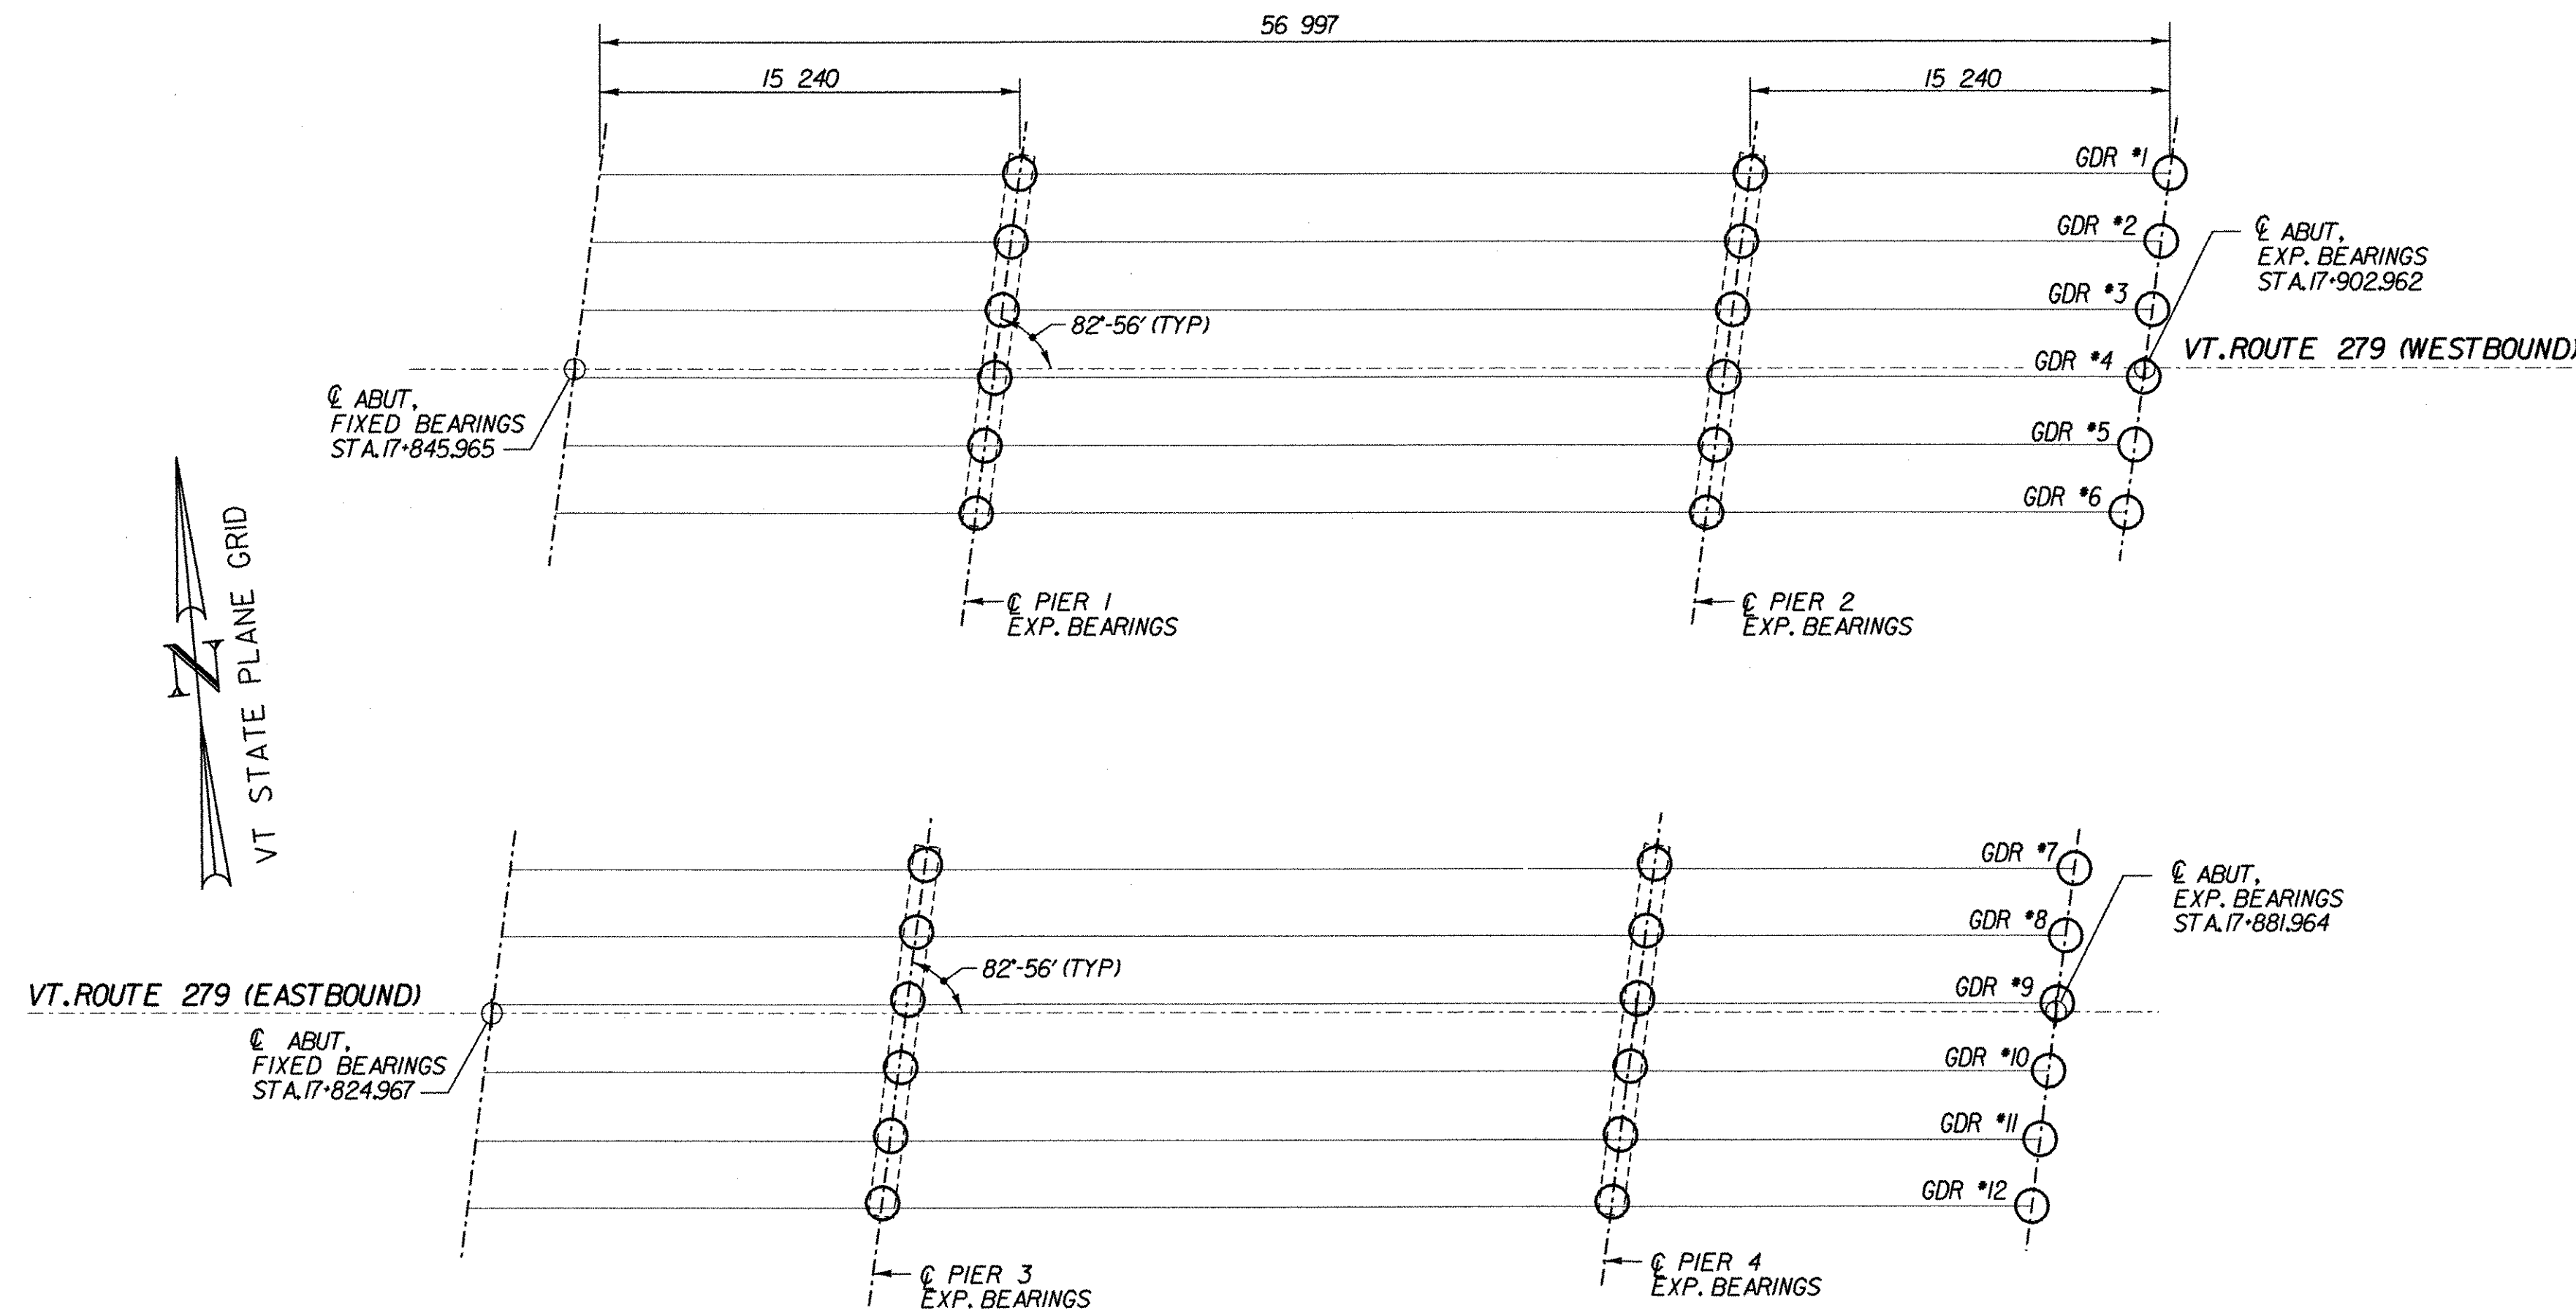 56 997
15 240
15 240
GDR #1
GDR #2
GDR #3
GDR #4
GDR #5
GDR #6
℄ ABUT,
EXP. BEARINGS
STA.17+902.962
82°-56' (TYP)
VT.ROUTE 279 (WESTBOUND)
℄ ABUT,
FIXED BEARINGS
STA.17+845.965
℄ PIER 1
EXP. BEARINGS
℄ PIER 2
EXP. BEARINGS
N
VT STATE PLANE GRID
GDR #7
GDR #8
GDR #9
GDR #10
GDR #11
GDR #12
℄ ABUT,
EXP. BEARINGS
STA.17+881.964
82°-56' (TYP)
VT.ROUTE 279 (EASTBOUND)
℄ ABUT,
FIXED BEARINGS
STA.17+824.967
℄ PIER 3
EXP. BEARINGS
℄ PIER 4
EXP. BEARINGS